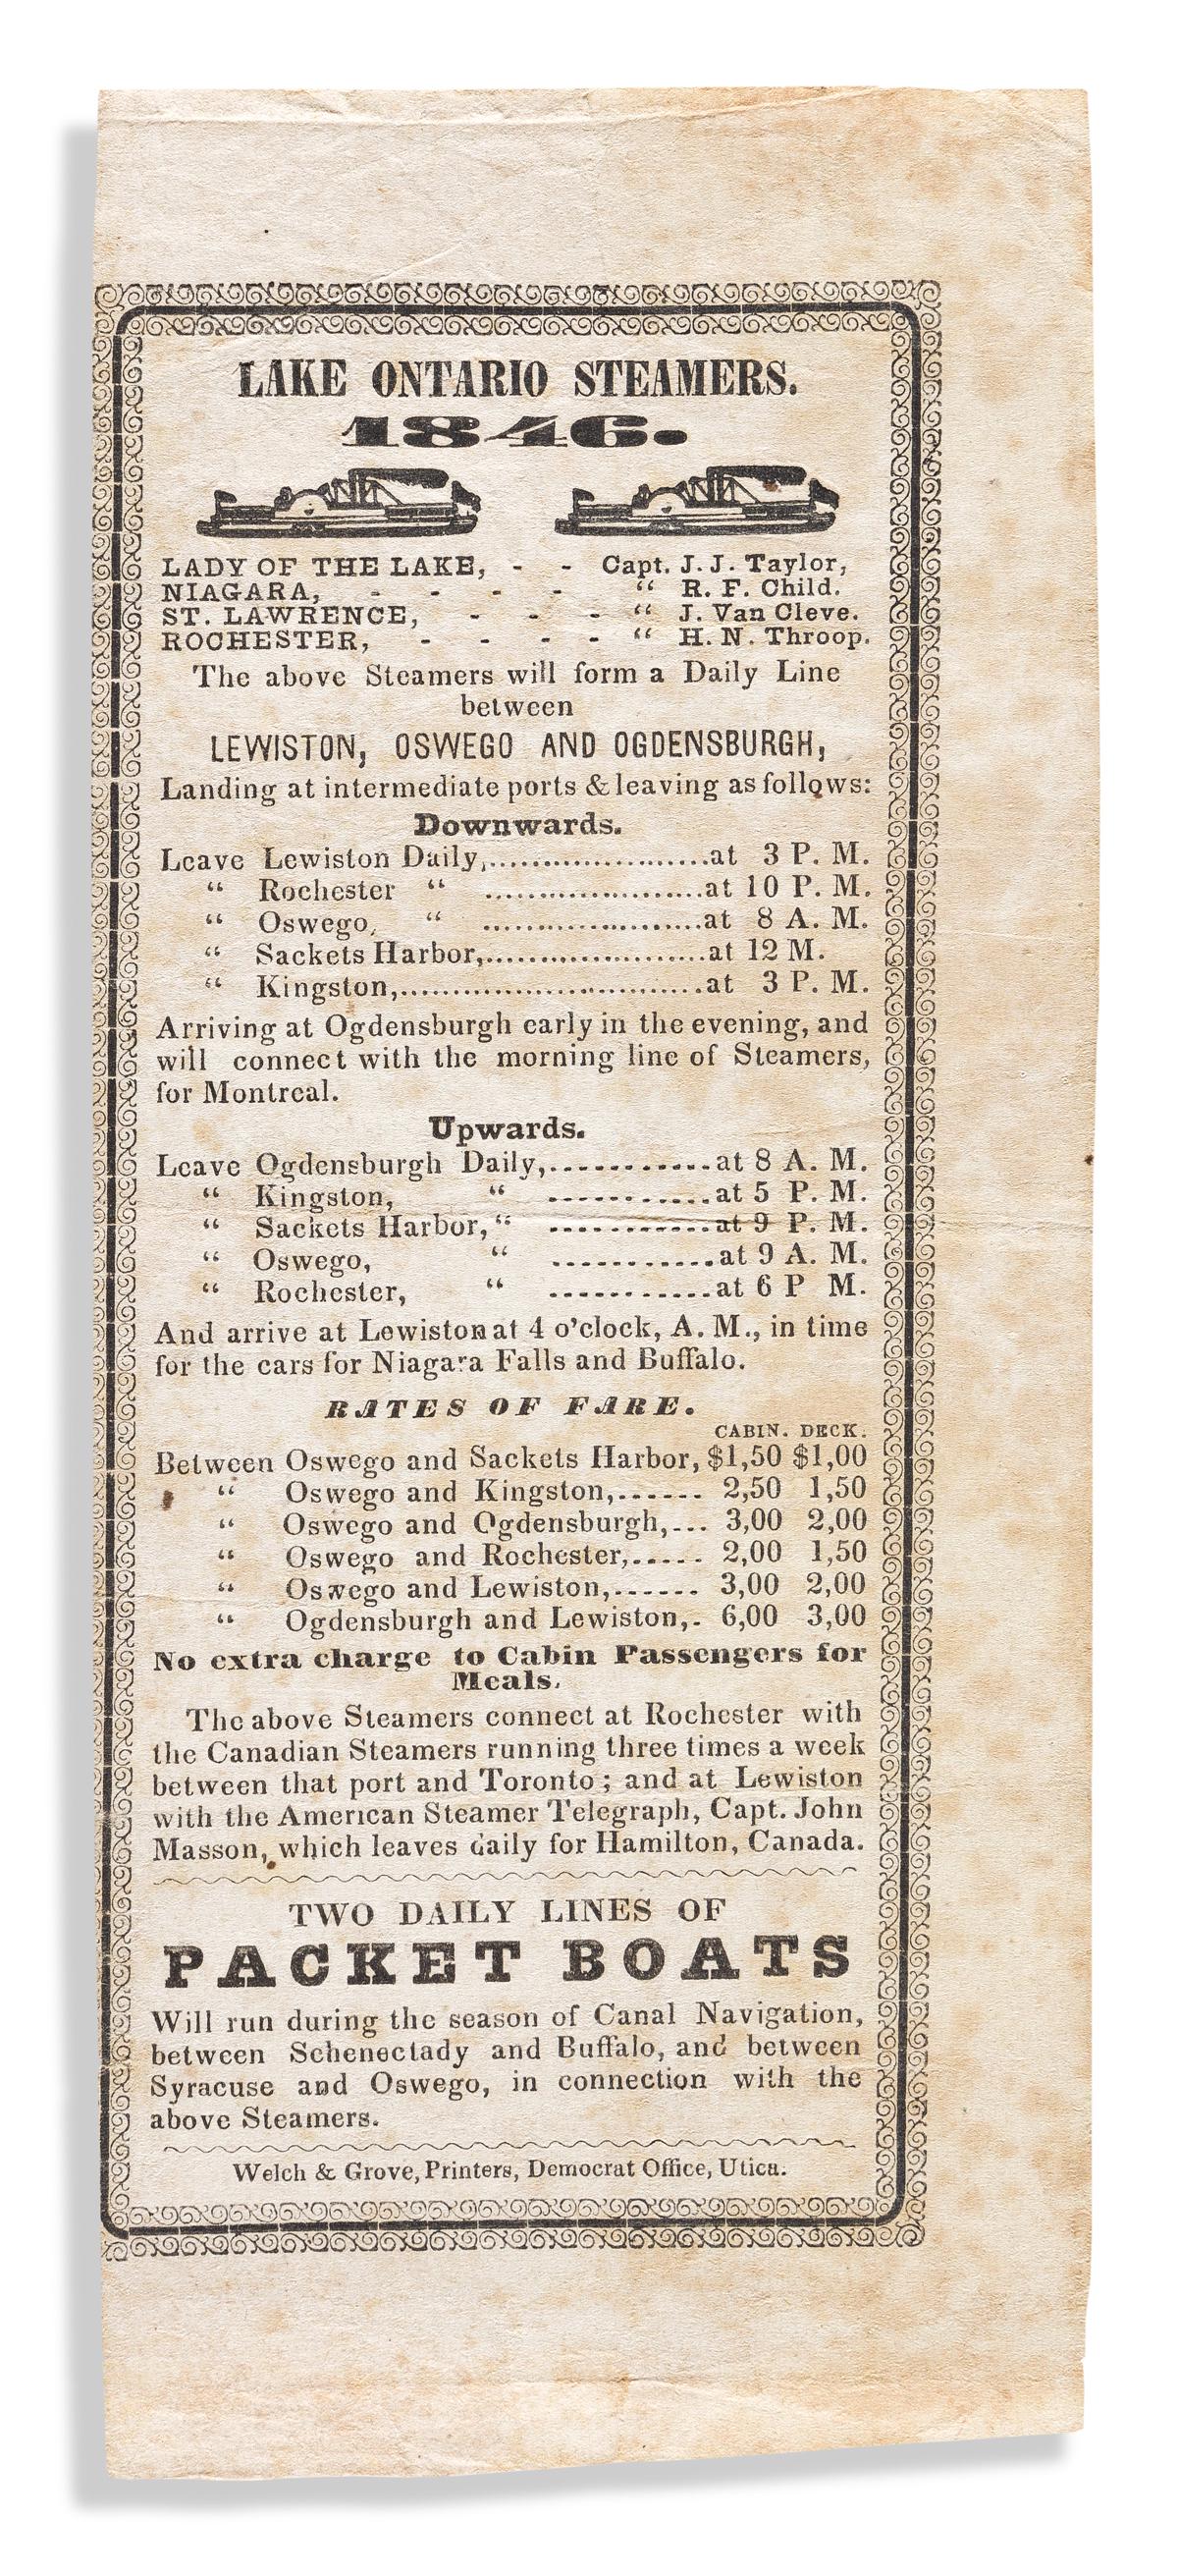 LAKE ONTARIO STEAMERS.
1846.
LADY OF THE LAKE, - - Capt. J. J. Taylor,
NIAGARA, - - - - “ R. F. Child.
ST. LAWRENCE, - - - “ J. Van Cleve.
ROCHESTER, - - - - “ H. N. Throop.
The above Steamers will form a Daily Line
between
LEWISTON, OSWEGO AND OGDENSBURGH,
Landing at intermediate ports & leaving as follows:
Downwards.
Leave Lewiston Daily,......................at 3 P. M.
“ Rochester “ ......................at 10 P. M.
“ Oswego, “ ......................at 8 A. M.
“ Sackets Harbor,......................at 12 M.
“ Kingston,..............................at 3 P. M.
Arriving at Ogdensburgh early in the evening, and
will connect with the morning line of Steamers,
for Montreal.
Upwards.
Leave Ogdensburgh Daily,............at 8 A. M.
“ Kingston, “ ............at 5 P. M.
“ Sackets Harbor, “ ............at 9 P. M.
“ Oswego, “ ............at 9 A. M.
“ Rochester, “ ............at 6 P M.
And arrive at Lewiston at 4 o’clock, A. M., in time
for the cars for Niagara Falls and Buffalo.
RATES OF FARE.
CABIN. DECK.
Between Oswego and Sackets Harbor, $1,50 $1,00
“ Oswego and Kingston,...... 2,50 1,50
“ Oswego and Ogdensburgh,... 3,00 2,00
“ Oswego and Rochester,..... 2,00 1,50
“ Oswego and Lewiston,...... 3,00 2,00
“ Ogdensburgh and Lewiston,. 6,00 3,00
No extra charge to Cabin Passengers for
Meals.
The above Steamers connect at Rochester with
the Canadian Steamers running three times a week
between that port and Toronto; and at Lewiston
with the American Steamer Telegraph, Capt. John
Masson, which leaves daily for Hamilton, Canada.
TWO DAILY LINES OF
PACKET BOATS
Will run during the season of Canal Navigation,
between Schenectady and Buffalo, and between
Syracuse and Oswego, in connection with the
above Steamers.
Welch & Grove, Printers, Democrat Office, Utica.